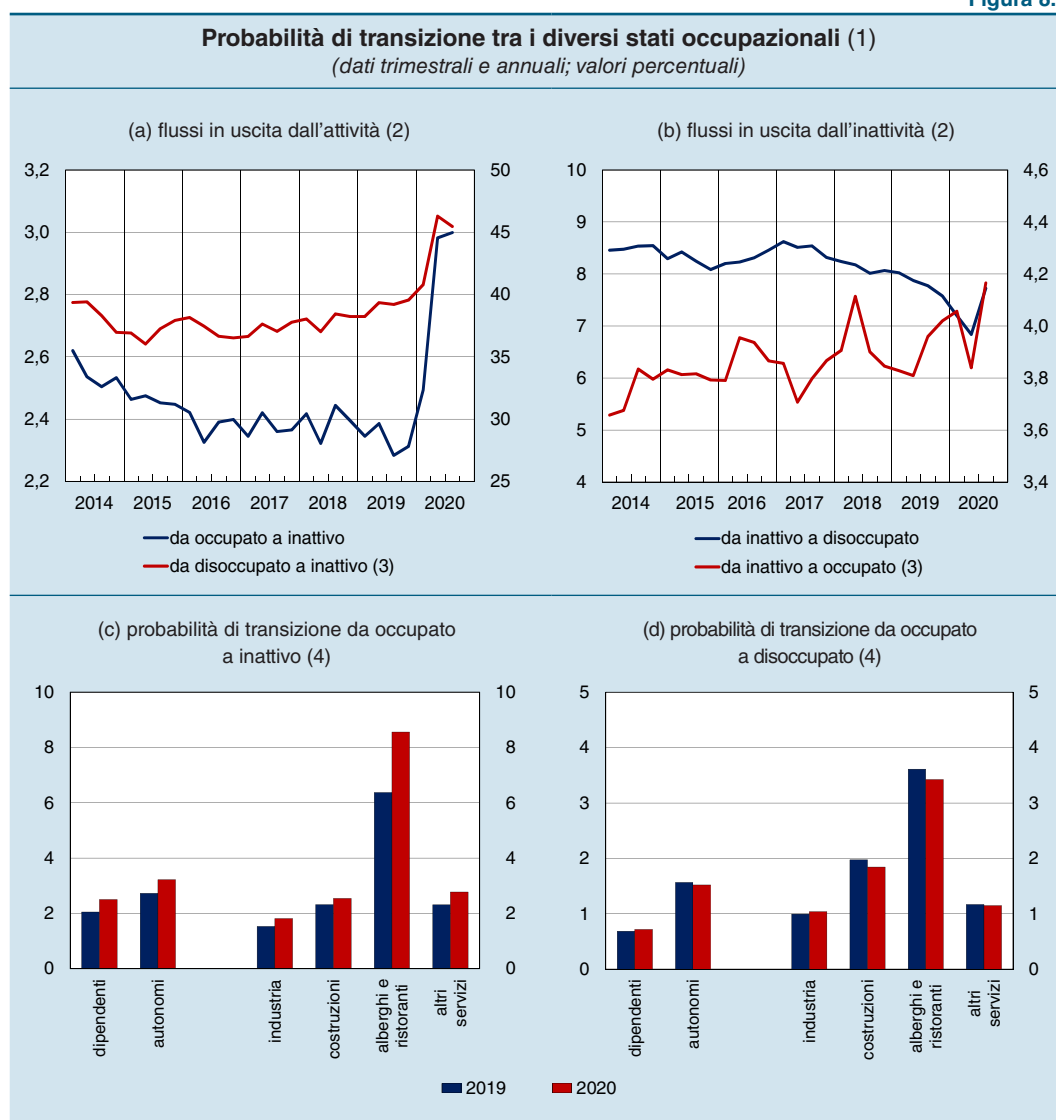 Figura 8.
Probabilità di transizione tra i diversi stati occupazionali (1)
(dati trimestrali e annuali; valori percentuali)
(a) flussi in uscita dall’attività (2)
3,2
3,0
2,8
2,6
2,4
2,2
50
45
40
35
30
25
2014 2015 2016 2017 2018 2019 2020
da occupato a inattivo
da disoccupato a inattivo (3)
(b) flussi in uscita dall’inattività (2)
10
9
8
7
6
5
4
4,6
4,4
4,2
4,0
3,8
3,6
3,4
2014 2015 2016 2017 2018 2019 2020
da inattivo a disoccupato
da inattivo a occupato (3)
(c) probabilità di transizione da occupato
a inattivo (4)
10
8
6
4
2
0
10
8
6
4
2
0
dipendenti
autonomi
industria
costruzioni
alberghi e
ristoranti
altri
servizi
(d) probabilità di transizione da occupato
a disoccupato (4)
5
4
3
2
1
0
5
4
3
2
1
0
dipendenti
autonomi
industria
costruzioni
alberghi e
ristoranti
altri
servizi
2019 2020